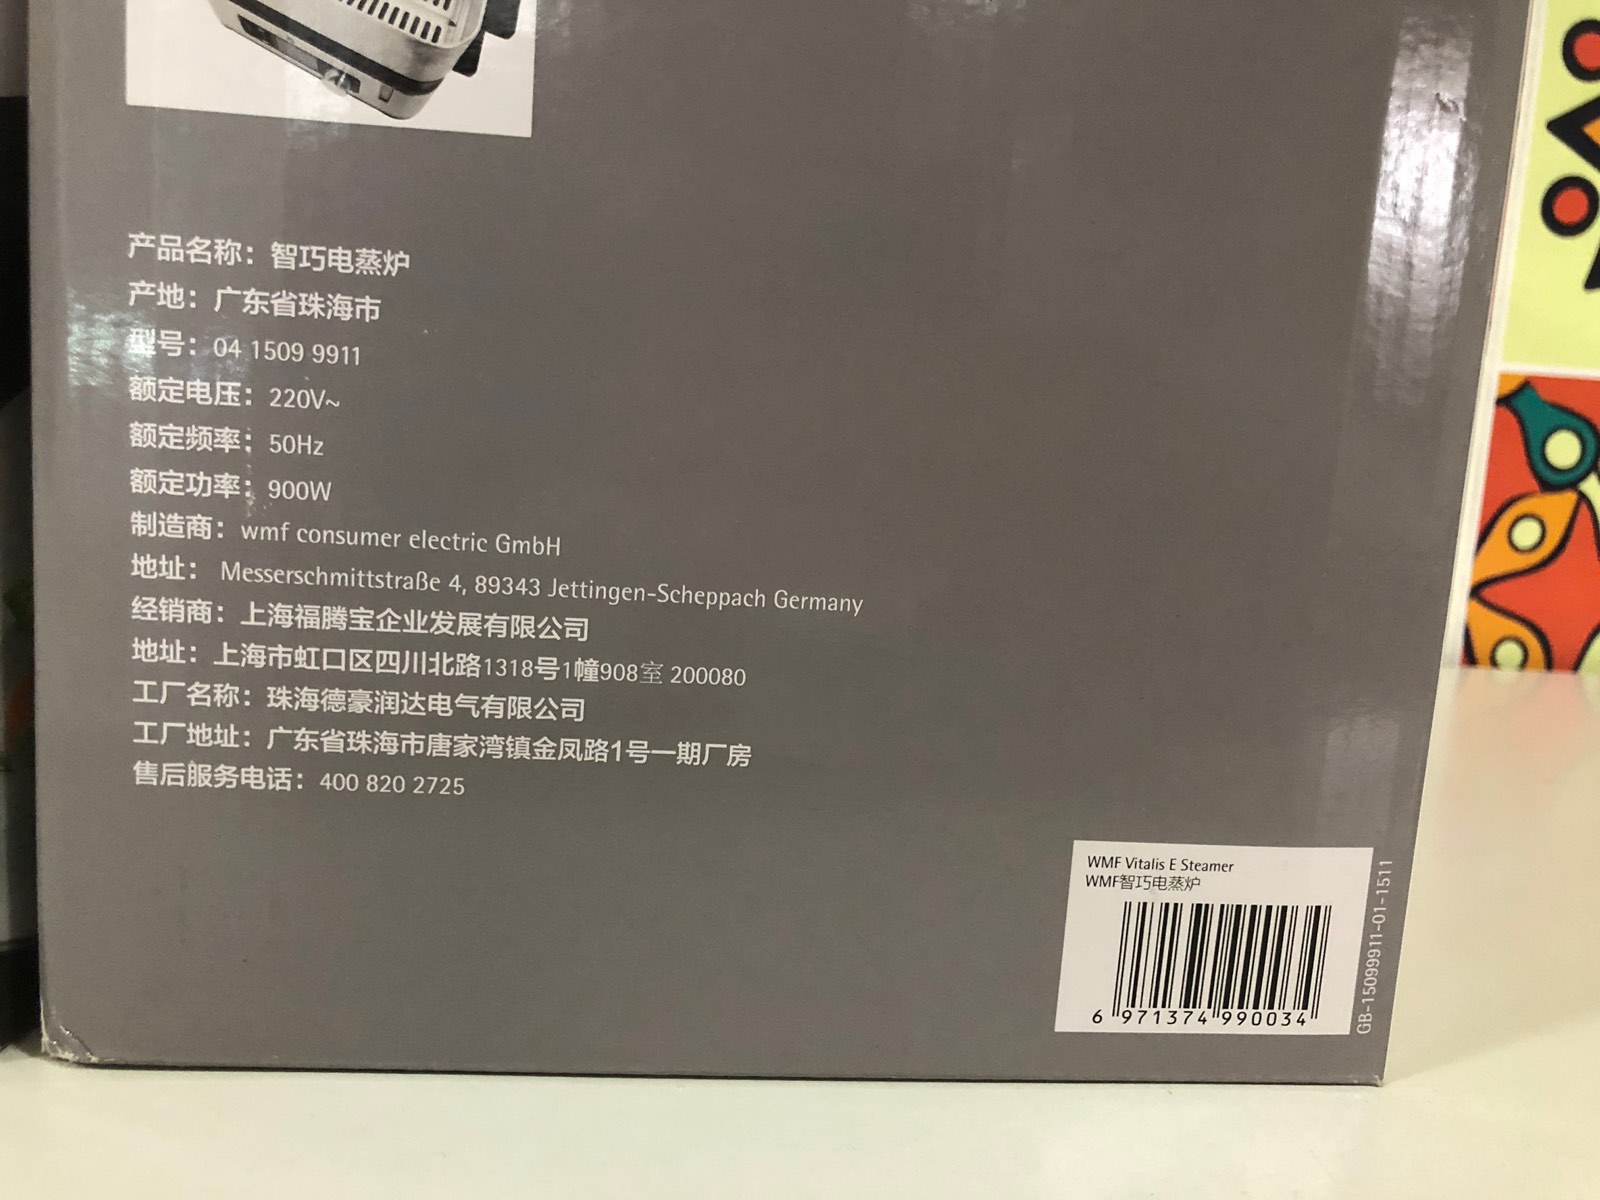 产品名称：智巧电蒸炉
产地：广东省珠海市
型号：04 1509 9911
额定电压：220V~
额定频率：50Hz
额定功率：900W
制造商：wmf consumer electric GmbH
地址： Messerschmittstraße 4, 89343 Jettingen-Scheppach Germany
经销商：上海福腾宝企业发展有限公司
地址：上海市虹口区四川北路1318号1幢908室 200080
工厂名称：珠海德豪润达电气有限公司
工厂地址：广东省珠海市唐家湾镇金凤路1号一期厂房
售后服务电话：400 820 2725
WMF Vitalis E Steamer
WMF智巧电蒸炉
6 971374 990034
GB-15099911-01-1511